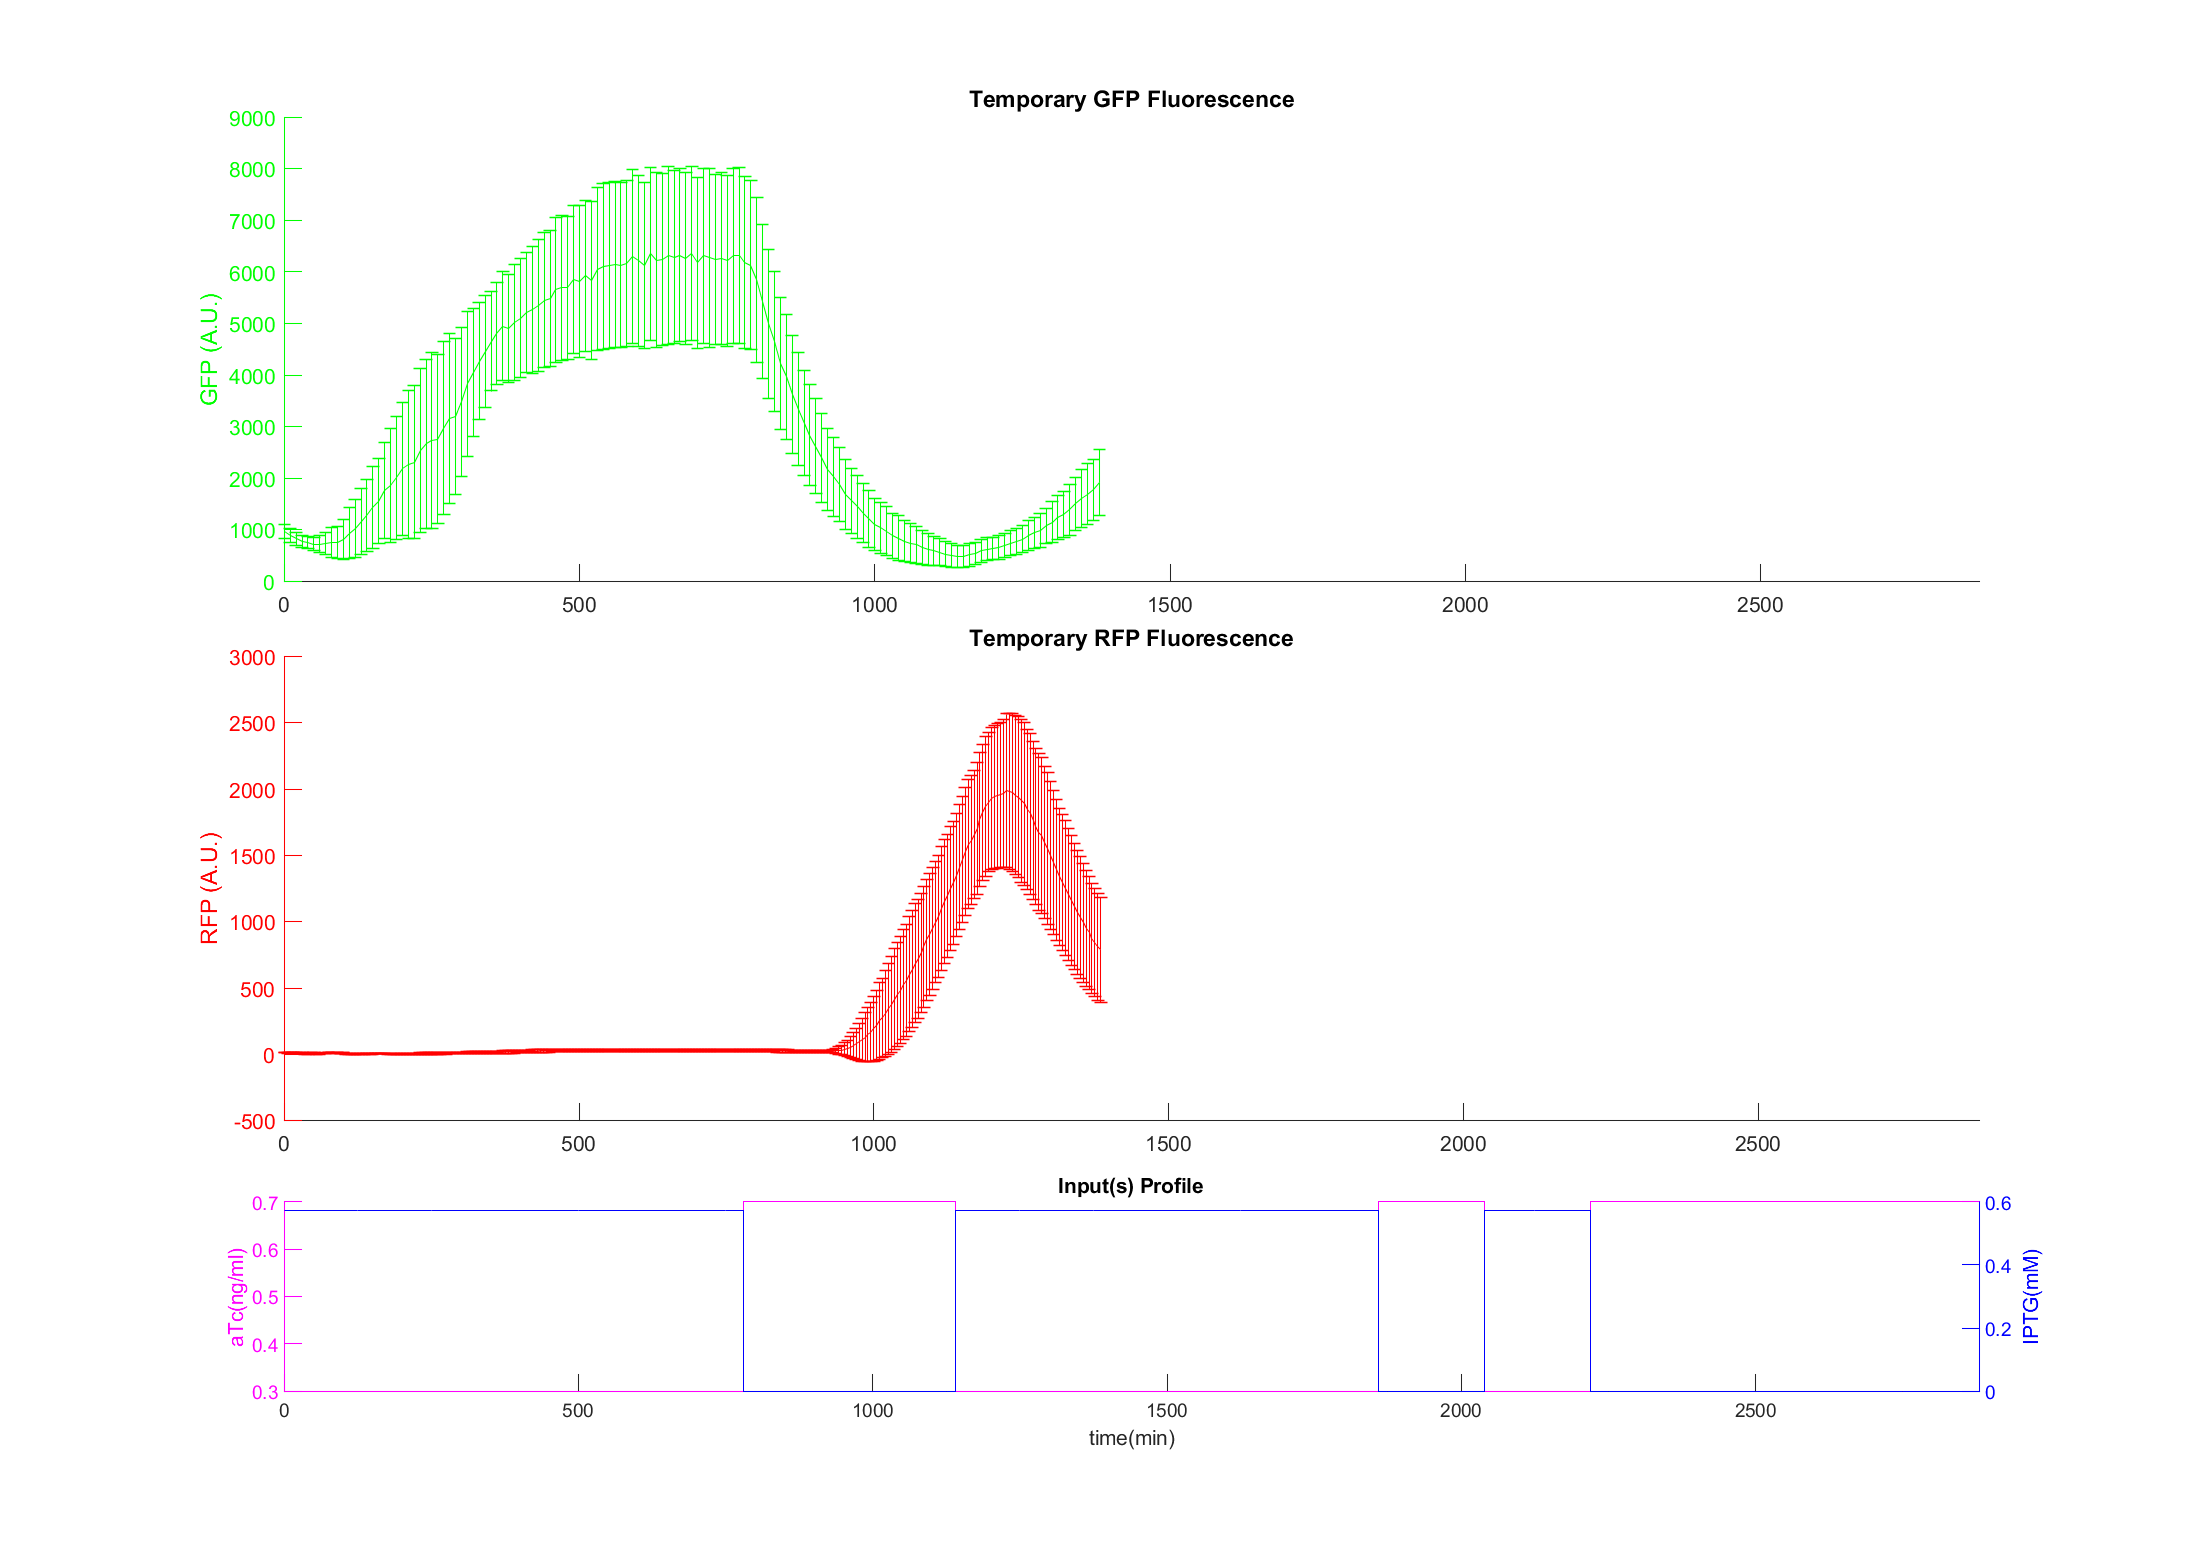 Temporary GFP Fluorescence
9000
8000
7000
6000
5000
4000
3000
2000
1000
0
GFP (A.U.)
0 500 1000 1500 2000 2500
Temporary RFP Fluorescence
3000
2500
2000
1500
1000
500
0
-500
RFP (A.U.)
0 500 1000 1500 2000 2500
Input(s) Profile
0.7
0.6
0.5
0.4
0.3
aTc(ng/ml)
0.6
0.4
0.2
0
IPTG(mM)
0 500 1000 1500 2000 2500
time(min)